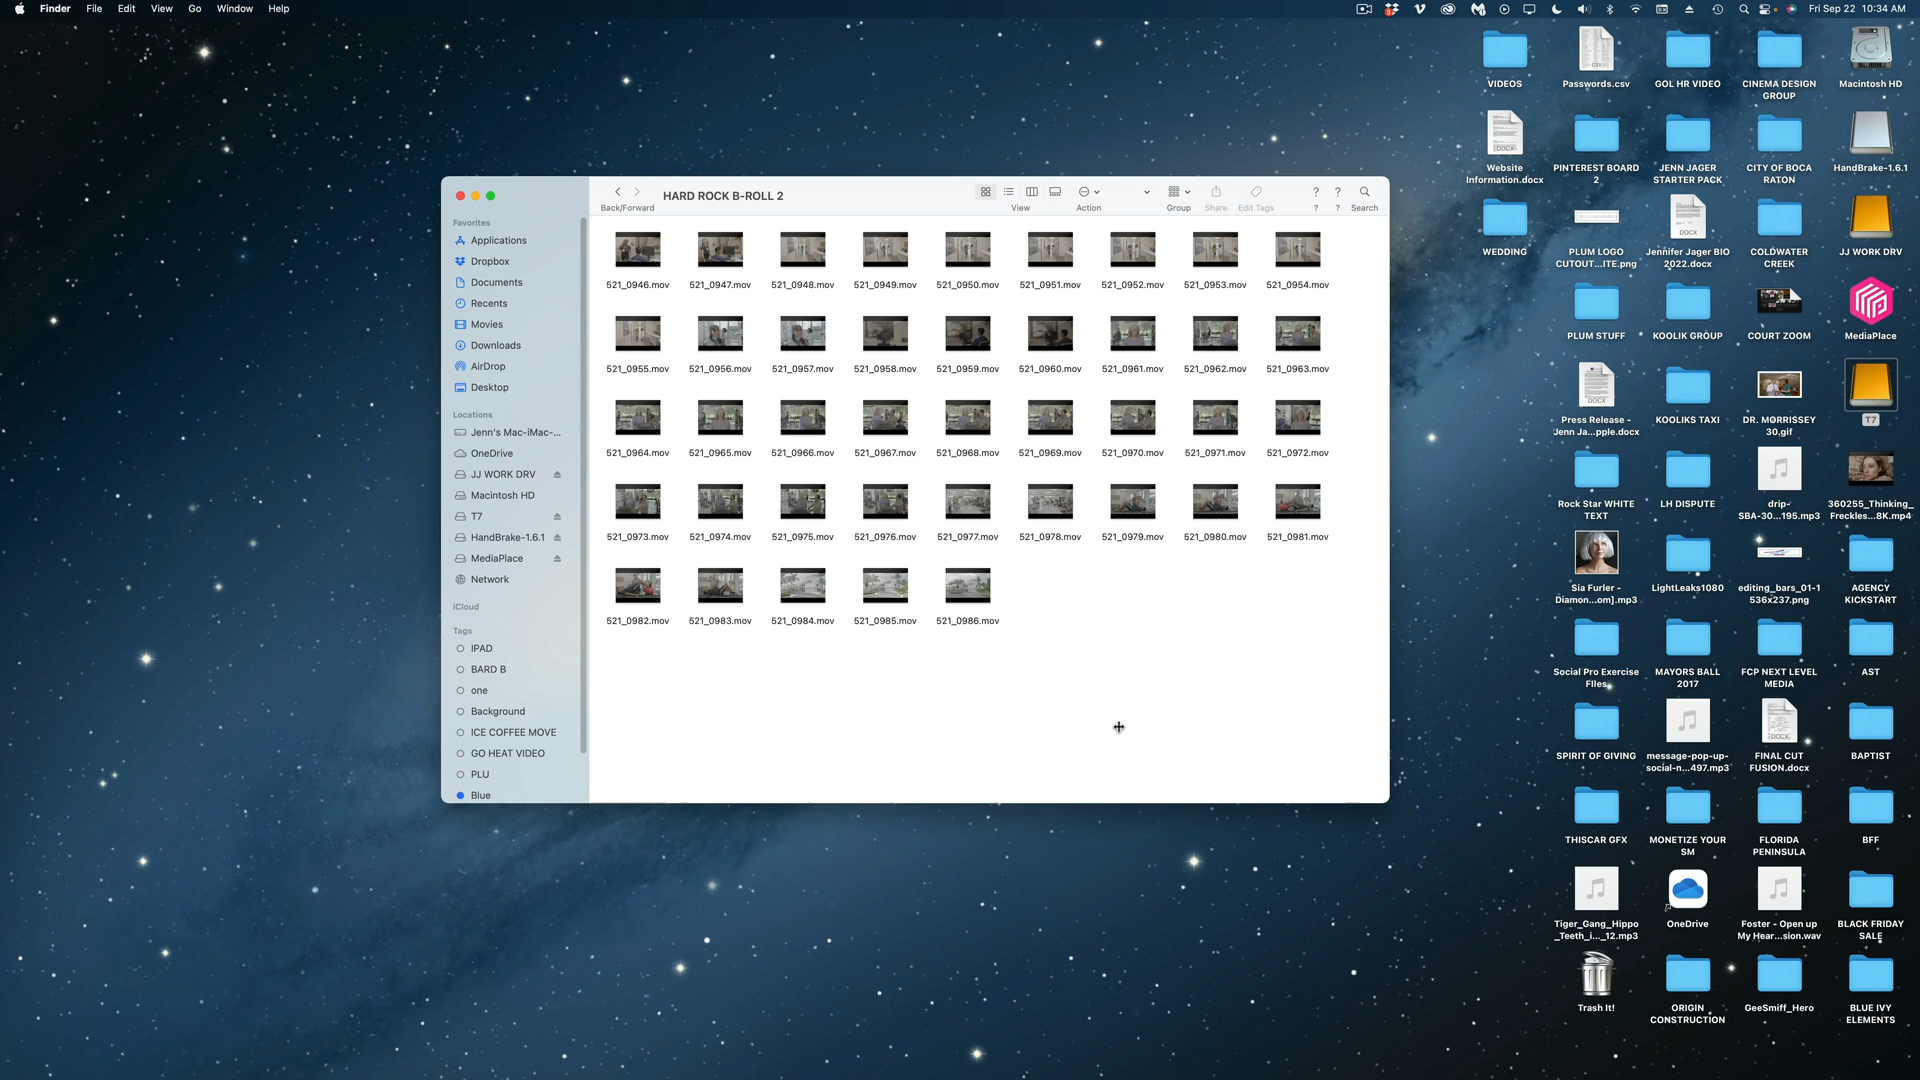 Finder File Edit View Go Window Help
Fri Sep 22 10:34 AM
HARD ROCK B-ROLL 2
Back/Forward View Action Group Share Edit Tags ? ? Search
? ?
Favorites
Applications
Dropbox
Documents
Recents
Movies
Downloads
AirDrop
Desktop
Locations
Jenn's Mac-iMac-...
OneDrive
JJ WORK DRV
Macintosh HD
T7
HandBrake-1.6.1
MediaPlace
Network
iCloud
Tags
IPAD
BARD B
one
Background
ICE COFFEE MOVE
GO HEAT VIDEO
PLU
Blue
521_0946.mov 521_0947.mov 521_0948.mov 521_0949.mov 521_0950.mov 521_0951.mov 521_0952.mov 521_0953.mov 521_0954.mov
521_0955.mov 521_0956.mov 521_0957.mov 521_0958.mov 521_0959.mov 521_0960.mov 521_0961.mov 521_0962.mov 521_0963.mov
521_0964.mov 521_0965.mov 521_0966.mov 521_0967.mov 521_0968.mov 521_0969.mov 521_0970.mov 521_0971.mov 521_0972.mov
521_0973.mov 521_0974.mov 521_0975.mov 521_0976.mov 521_0977.mov 521_0978.mov 521_0979.mov 521_0980.mov 521_0981.mov
521_0982.mov 521_0983.mov 521_0984.mov 521_0985.mov 521_0986.mov
VIDEOS
Passwords.csv
GOL HR VIDEO
CINEMA DESIGN
GROUP
Macintosh HD
DOCX
Website
Information.docx
PINTEREST BOARD
2
JENN JAGER
STARTER PACK
CITY OF BOCA
RATON
HandBrake-1.6.1
WEDDING
PLUM LOGO
CUTOUT...ITE.png
DOCX
Jennifer Jager BIO
2022.docx
COLDWATER
CREEK
JJ WORK DRV
PLUM STUFF
KOOLIK GROUP
COURT ZOOM
MediaPlace
DOCX
Press Release -
Jenn Ja...pple.docx
KOOLIKS TAXI
DR. MORRISSEY
30.gif
T7
Rock Star WHITE
TEXT
LH DISPUTE
drip-
SBA-30...195.mp3
360255_Thinking_
Freckles...8K.mp4
Sia Furler -
Diamon...om].mp3
LightLeaks1080
editing_bars_01-1
536x237.png
AGENCY
KICKSTART
Social Pro Exercise
FIles
MAYORS BALL
2017
FCP NEXT LEVEL
MEDIA
AST
SPIRIT OF GIVING
message-pop-up-
social-n...497.mp3
DOCX
FINAL CUT
FUSION.docx
BAPTIST
THISCAR GFX
MONETIZE YOUR
SM
FLORIDA
PENINSULA
BFF
Tiger_Gang_Hippo
_Teeth_i..._12.mp3
OneDrive
Foster - Open up
My Hear...sion.wav
BLACK FRIDAY
SALE
Trash It!
ORIGIN
CONSTRUCTION
GeeSmiff_Hero
BLUE IVY
ELEMENTS